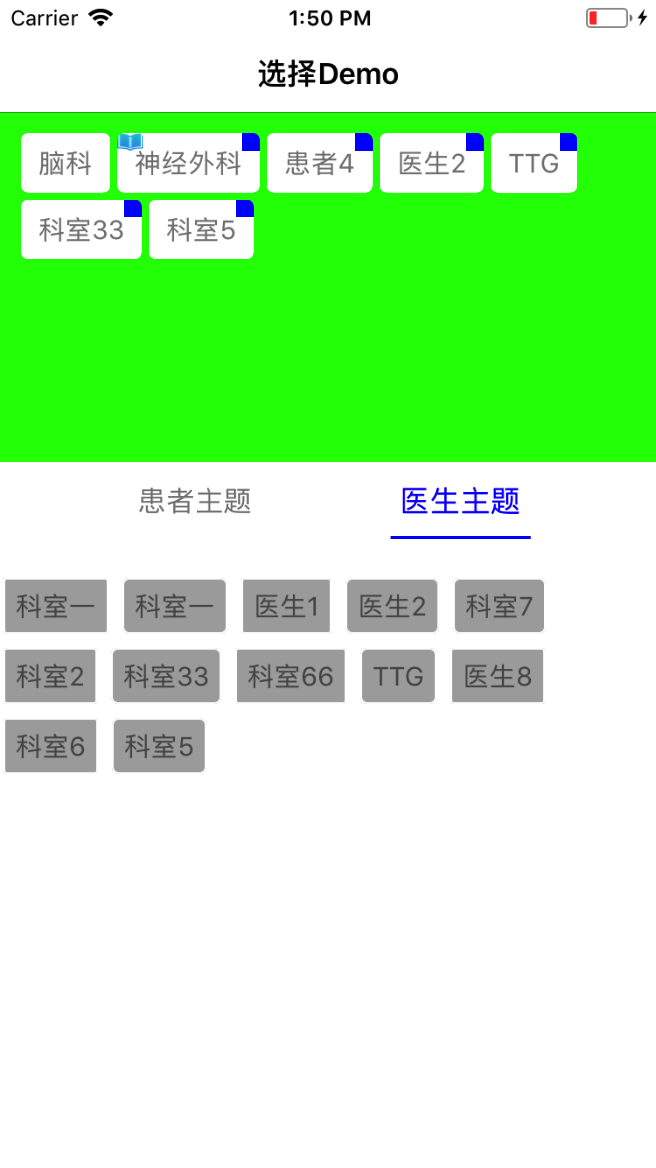 Carrier 1:50 PM
选择Demo
脑科 神经外科 患者4 医生2 TTG
科室33 科室5
患者主题 医生主题
科室一 科室一 医生1 医生2 科室7
科室2 科室33 科室66 TTG 医生8
科室6 科室5